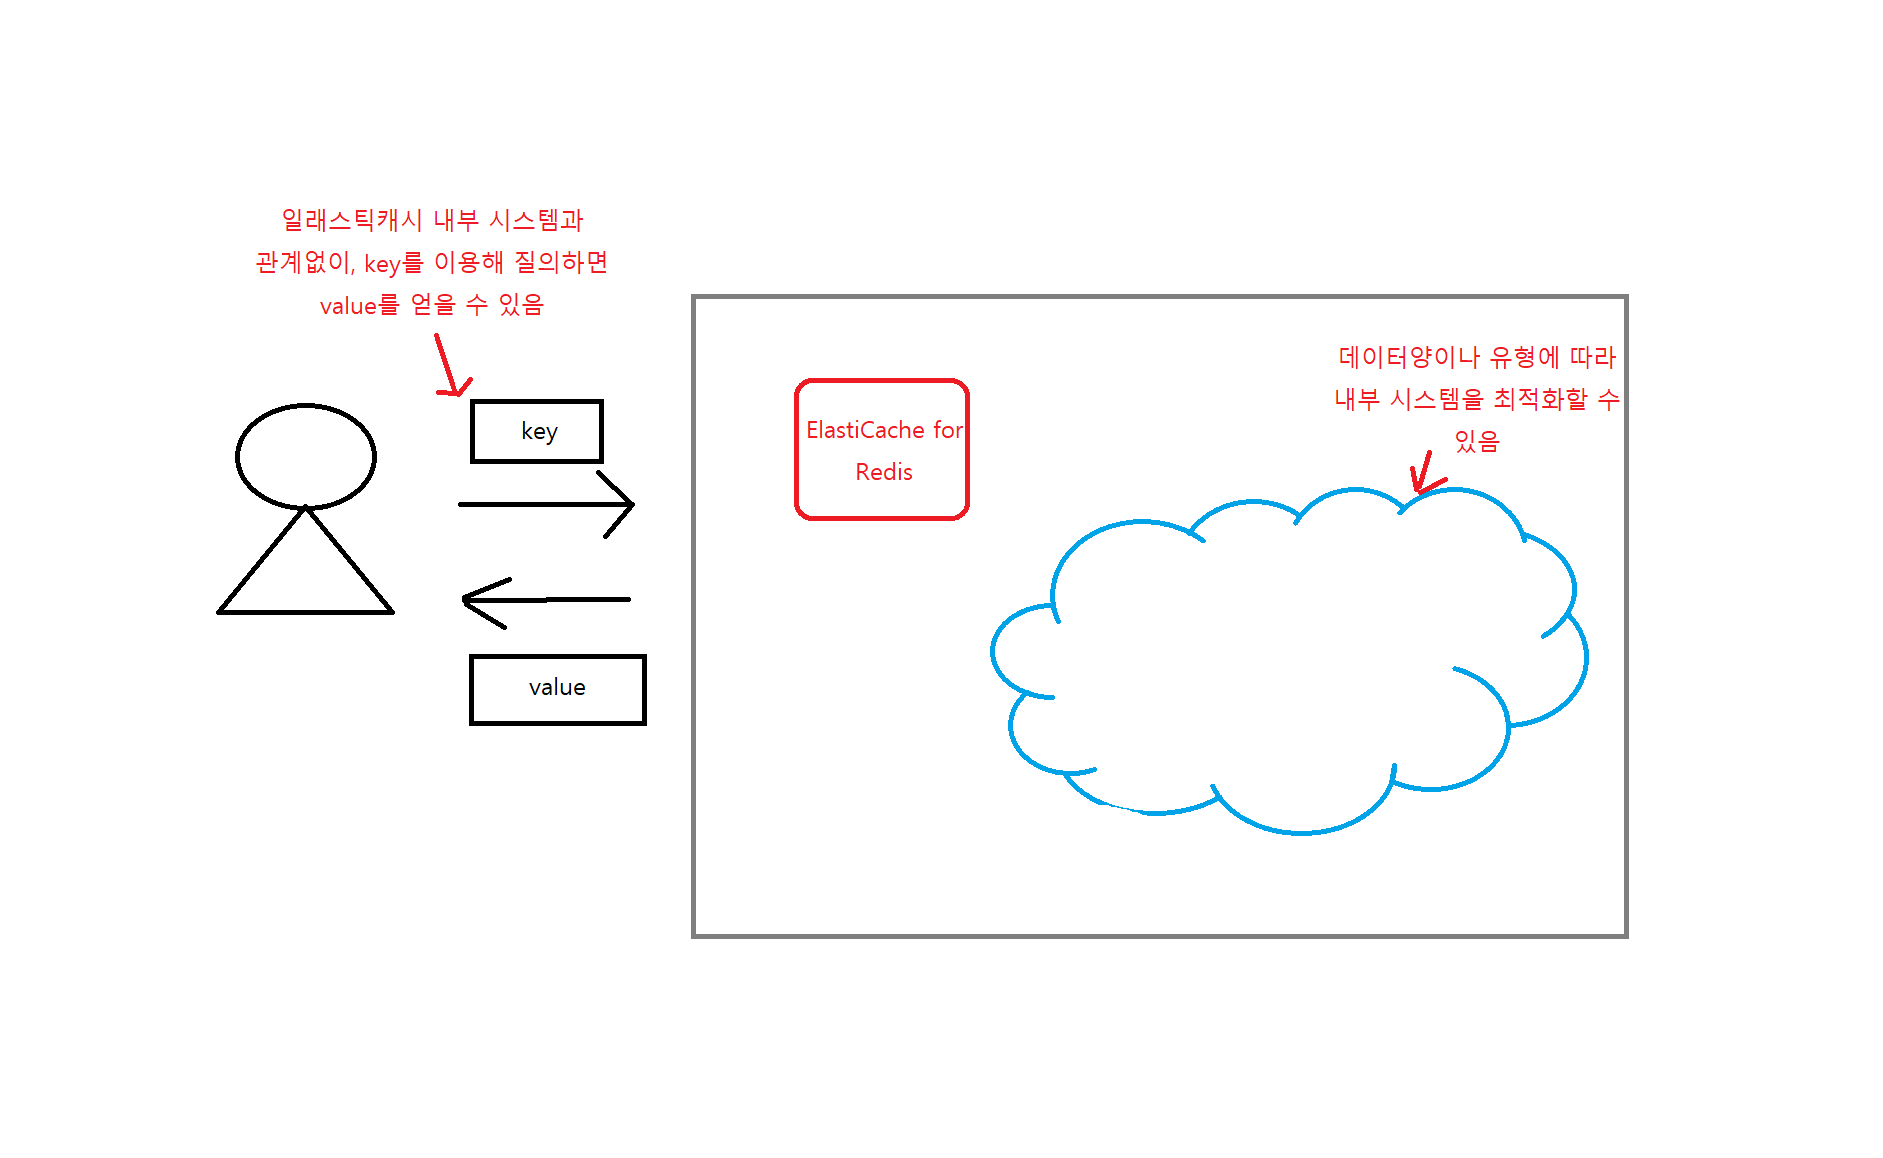 일래스틱캐시 내부 시스템과
관계없이, key를 이용해 질의하면
value를 얻을 수 있음
key
value
ElastiCache for
Redis
데이터양이나 유형에 따라
내부 시스템을 최적화할 수
있음